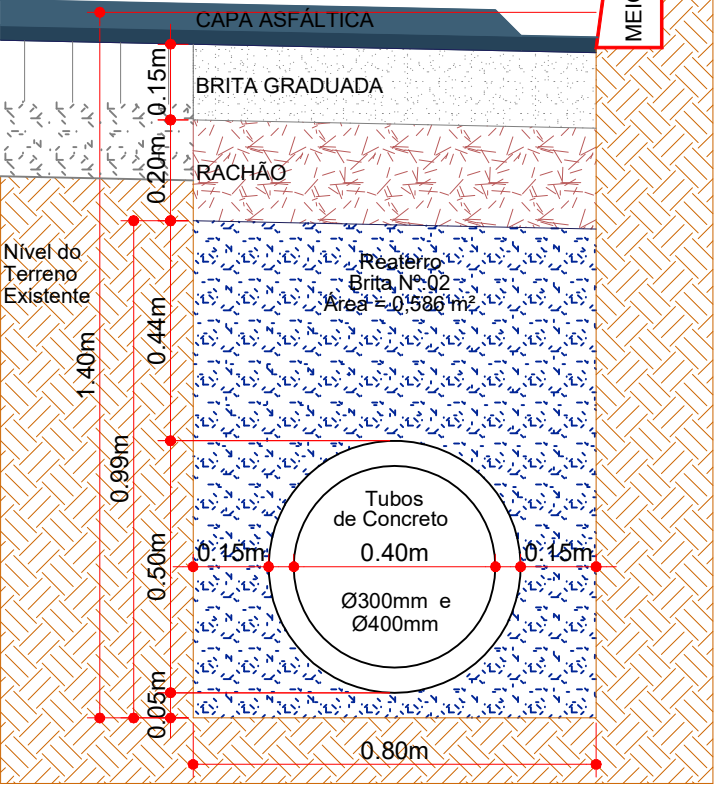 CAPA ASFÁLTICA
MEIO
0.15m
BRITA GRADUADA
0.20m
RACHÃO
Nível do
Terreno
Existente
Reaterro
Brita Nº 02
Área = 0,586 m²
0.44m
1.40m
0.99m
Tubos
de Concreto
0.15m
0.40m
0.15m
0.50m
Ø300mm e
Ø400mm
0.05m
0.80m